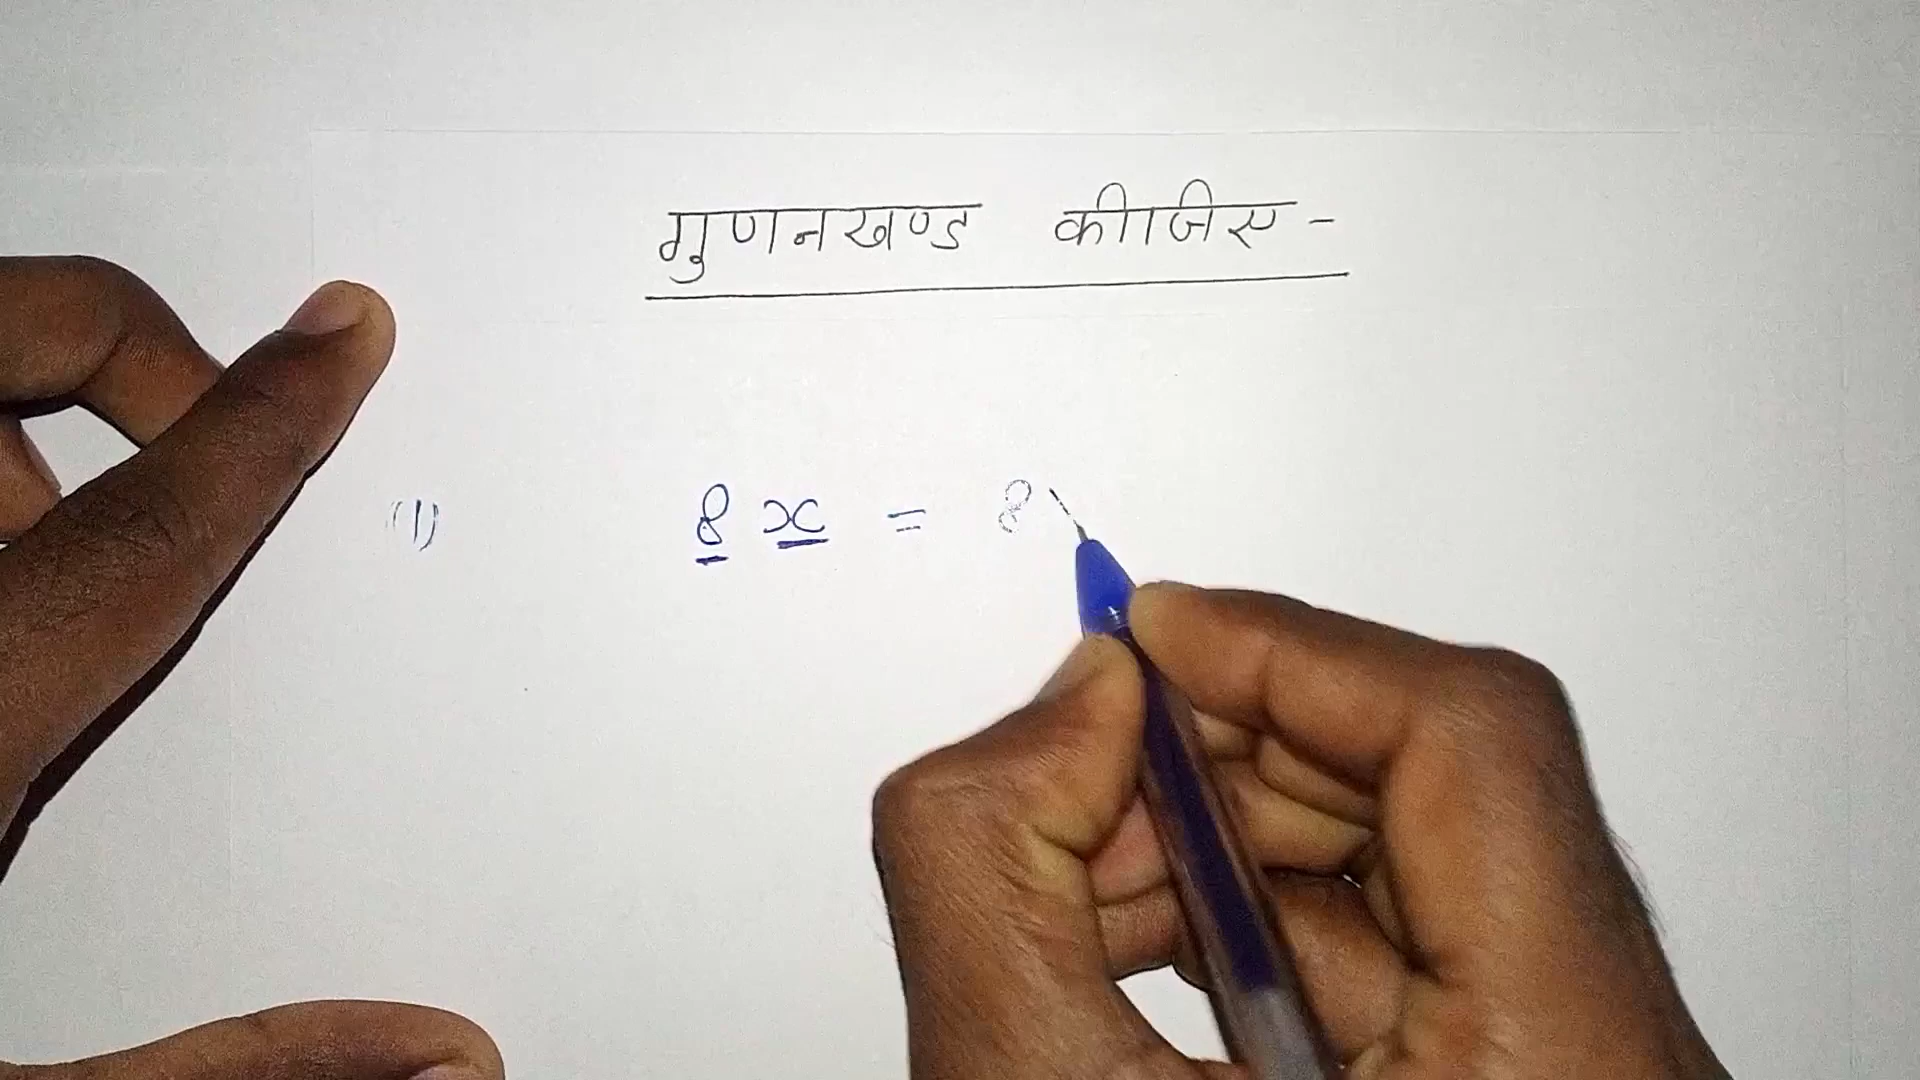 गुणनखण्ड कीजिए -
(1) 8 x = 8